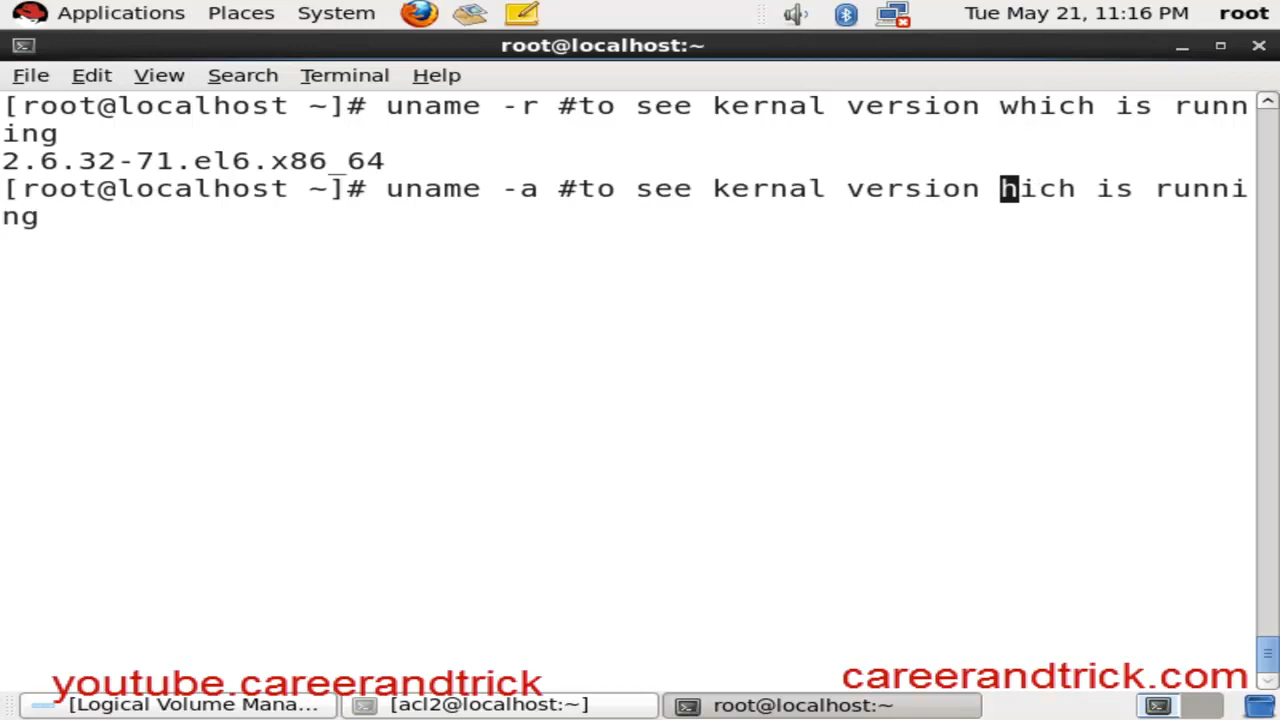 Applications Places System Tue May 21, 11:16 PM root
root@localhost:~
File Edit View Search Terminal Help
[root@localhost ~]# uname -r #to see kernal version which is runn
ing
2.6.32-71.el6.x86_64
[root@localhost ~]# uname -a #to see kernal version hich is runni
ng
youtube.careerandtrick careerandtrick.com
[Logical Volume Mana... [acl2@localhost:~] root@localhost:~